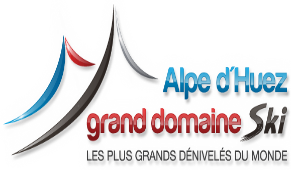 Alpe d'Huez
grand domaine Ski
LES PLUS GRANDS DÉNIVELÉS DU MONDE